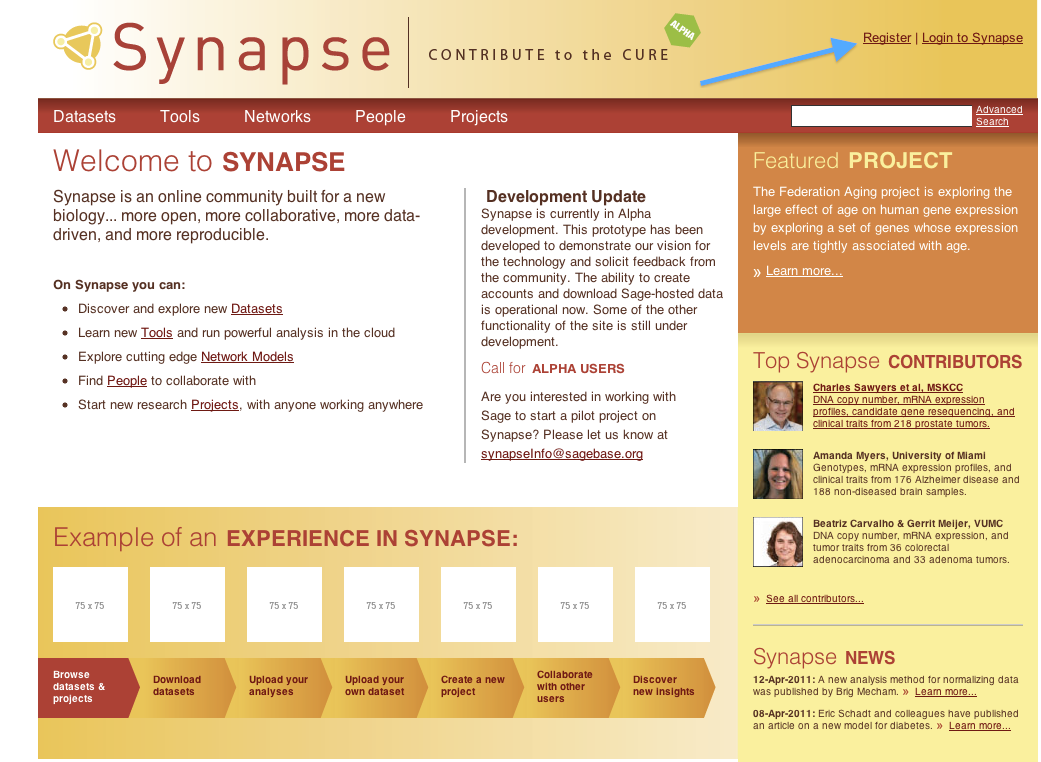 Synapse
CONTRIBUTE to the CURE
ALPHA
Register | Login to Synapse
Datasets
Tools
Networks
People
Projects
Advanced
Search
Welcome to SYNAPSE
Synapse is an online community built for a new
biology... more open, more collaborative, more data-
driven, and more reproducible.
On Synapse you can:
• Discover and explore new Datasets
• Learn new Tools and run powerful analysis in the cloud
• Explore cutting edge Network Models
• Find People to collaborate with
• Start new research Projects, with anyone working anywhere
Development Update
Synapse is currently in Alpha
development. This prototype has been
developed to demonstrate our vision for
the technology and solicit feedback from
the community. The ability to create
accounts and download Sage-hosted data
is operational now. Some of the other
functionality of the site is still under
development.
Call for ALPHA USERS
Are you interested in working with
Sage to start a pilot project on
Synapse? Please let us know at
synapseInfo@sagebase.org
Featured PROJECT
The Federation Aging project is exploring the
large effect of age on human gene expression
by exploring a set of genes whose expression
levels are tightly associated with age.
» Learn more...
Top Synapse CONTRIBUTORS
Charles Sawyers et al, MSKCC
DNA copy number, mRNA expression
profiles, candidate gene resequencing, and
clinical traits from 218 prostate tumors.
Amanda Myers, University of Miami
Genotypes, mRNA expression profiles, and
clinical traits from 176 Alzheimer disease and
188 non-diseased brain samples.
Beatriz Carvalho & Gerrit Meijer, VUMC
DNA copy number, mRNA expression, and
tumor traits from 36 colorectal
adenocarcinoma and 33 adenoma tumors.
» See all contributors...
Synapse NEWS
12-Apr-2011: A new analysis method for normalizing data
was published by Brig Mecham. » Learn more...
08-Apr-2011: Eric Schadt and colleagues have published
an article on a new model for diabetes. » Learn more...
Example of an EXPERIENCE IN SYNAPSE:
75 x 75
75 x 75
75 x 75
75 x 75
75 x 75
75 x 75
75 x 75
Browse
datasets &
projects
Download
datasets
Upload your
analyses
Upload your
own dataset
Create a new
project
Collaborate
with other
users
Discover
new insights